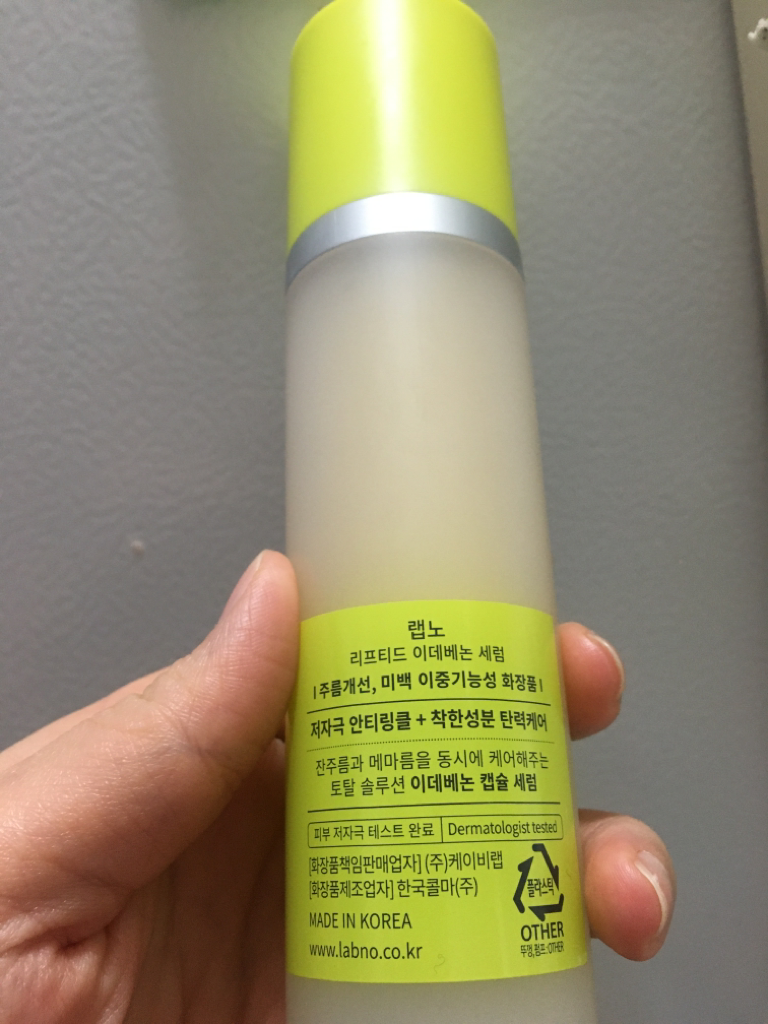 랩노
리프티드 이데베논 세럼
| 주름개선, 미백 이중기능성 화장품 |
저자극 안티링클 + 착한성분 탄력케어
잔주름과 메마름을 동시에 케어해주는
토탈 솔루션 이데베논 캡슐 세럼
피부 저자극 테스트 완료 | Dermatologist tested
[화장품책임판매업자] (주)케이비랩
[화장품제조업자] 한국콜마(주)
MADE IN KOREA
www.labno.co.kr
플라스틱
OTHER
뚜껑,펌프:OTHER